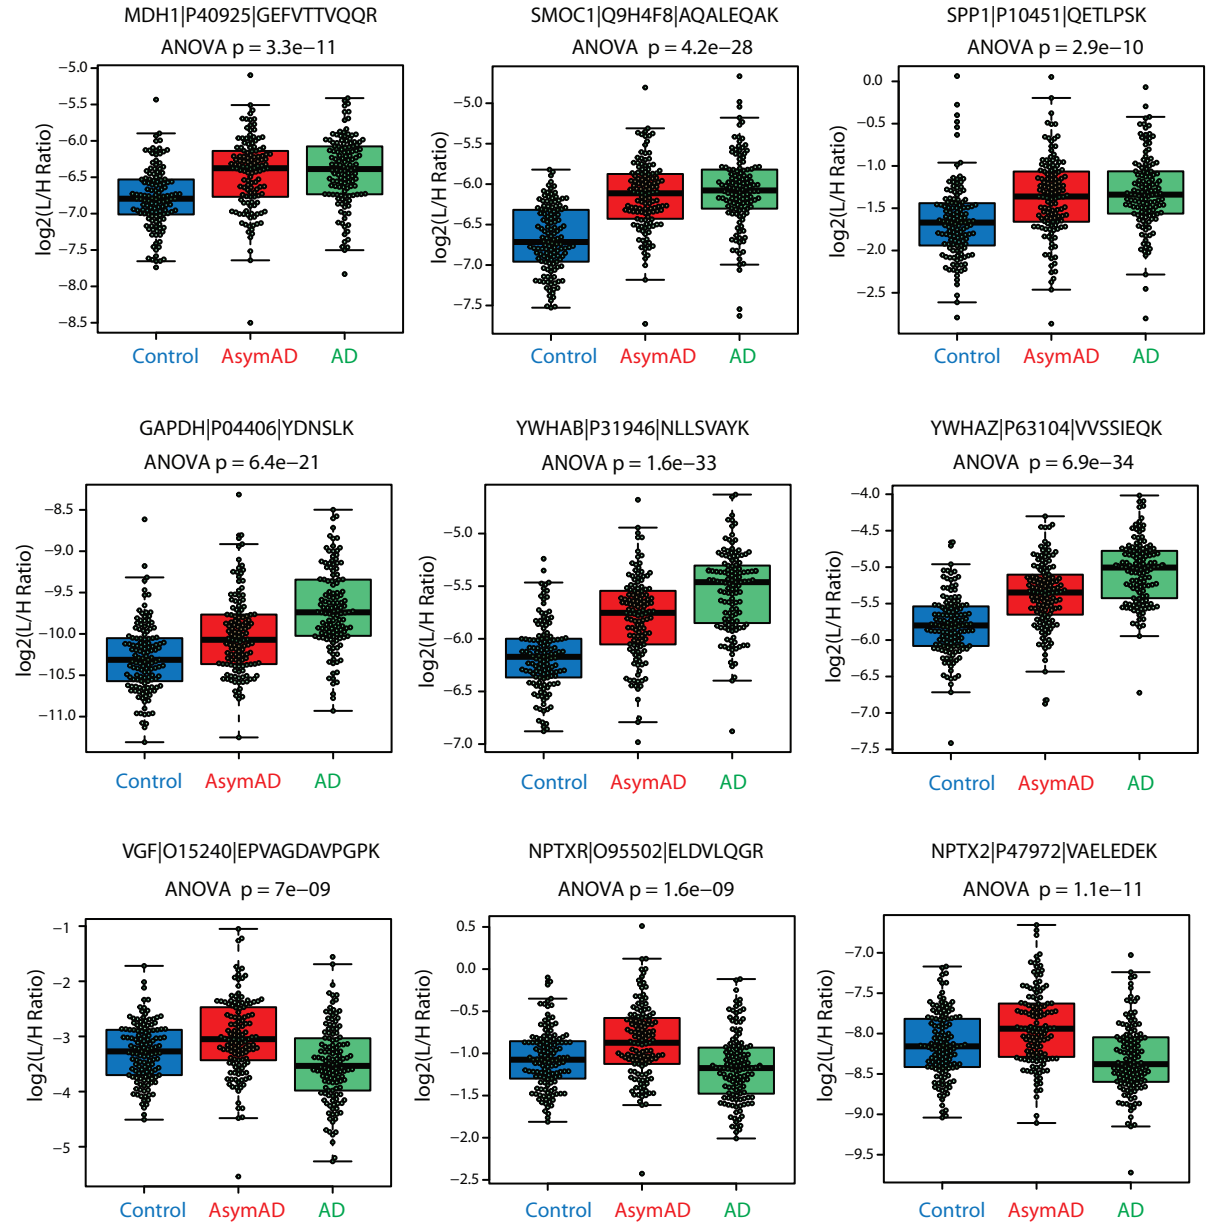 MDH1|P40925|GEFVTTVQQR
ANOVA p = 3.3e−11
log2(L/H Ratio)
−5.0
−5.5
−6.0
−6.5
−7.0
−7.5
−8.0
−8.5
Control AsymAD AD
SMOC1|Q9H4F8|AQALEQAK
ANOVA p = 4.2e−28
log2(L/H Ratio)
−5.0
−5.5
−6.0
−6.5
−7.0
−7.5
Control AsymAD AD
SPP1|P10451|QETLPSK
ANOVA p = 2.9e−10
log2(L/H Ratio)
0.0
−0.5
−1.0
−1.5
−2.0
−2.5
Control AsymAD AD
GAPDH|P04406|YDNSLK
ANOVA p = 6.4e−21
log2(L/H Ratio)
−8.5
−9.0
−9.5
−10.0
−10.5
−11.0
Control AsymAD AD
YWHAB|P31946|NLLSVAYK
ANOVA p = 1.6e−33
log2(L/H Ratio)
−5.0
−5.5
−6.0
−6.5
−7.0
Control AsymAD AD
YWHAZ|P63104|VVSSIEQK
ANOVA p = 6.9e−34
log2(L/H Ratio)
−4.0
−4.5
−5.0
−5.5
−6.0
−6.5
−7.0
−7.5
Control AsymAD AD
VGF|O15240|EPVAGDAVPGPK
ANOVA p = 7e−09
log2(L/H Ratio)
−1
−2
−3
−4
−5
Control AsymAD AD
NPTXR|O95502|ELDVLQGR
ANOVA p = 1.6e−09
log2(L/H Ratio)
0.5
0.0
−0.5
−1.0
−1.5
−2.0
−2.5
Control AsymAD AD
NPTX2|P47972|VAELEDEK
ANOVA p = 1.1e−11
log2(L/H Ratio)
−7.0
−7.5
−8.0
−8.5
−9.0
−9.5
Control AsymAD AD